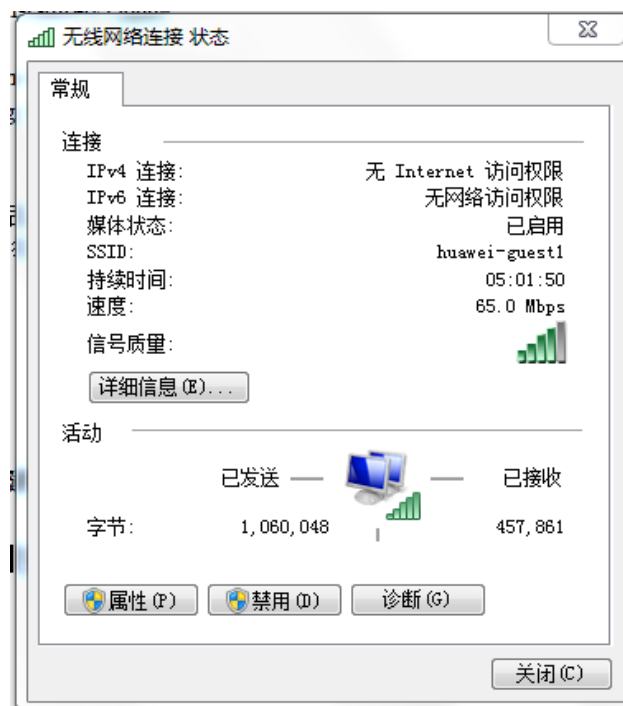 无线网络连接 状态
常规
连接
IPv4 连接: 无 Internet 访问权限
IPv6 连接: 无网络访问权限
媒体状态: 已启用
SSID: huawei-guest1
持续时间: 05:01:50
速度: 65.0 Mbps
信号质量:
详细信息(E)...
活动
已发送 — — 已接收
字节: 1,060,048 457,861
属性(P) 禁用(D) 诊断(G)
关闭(C)